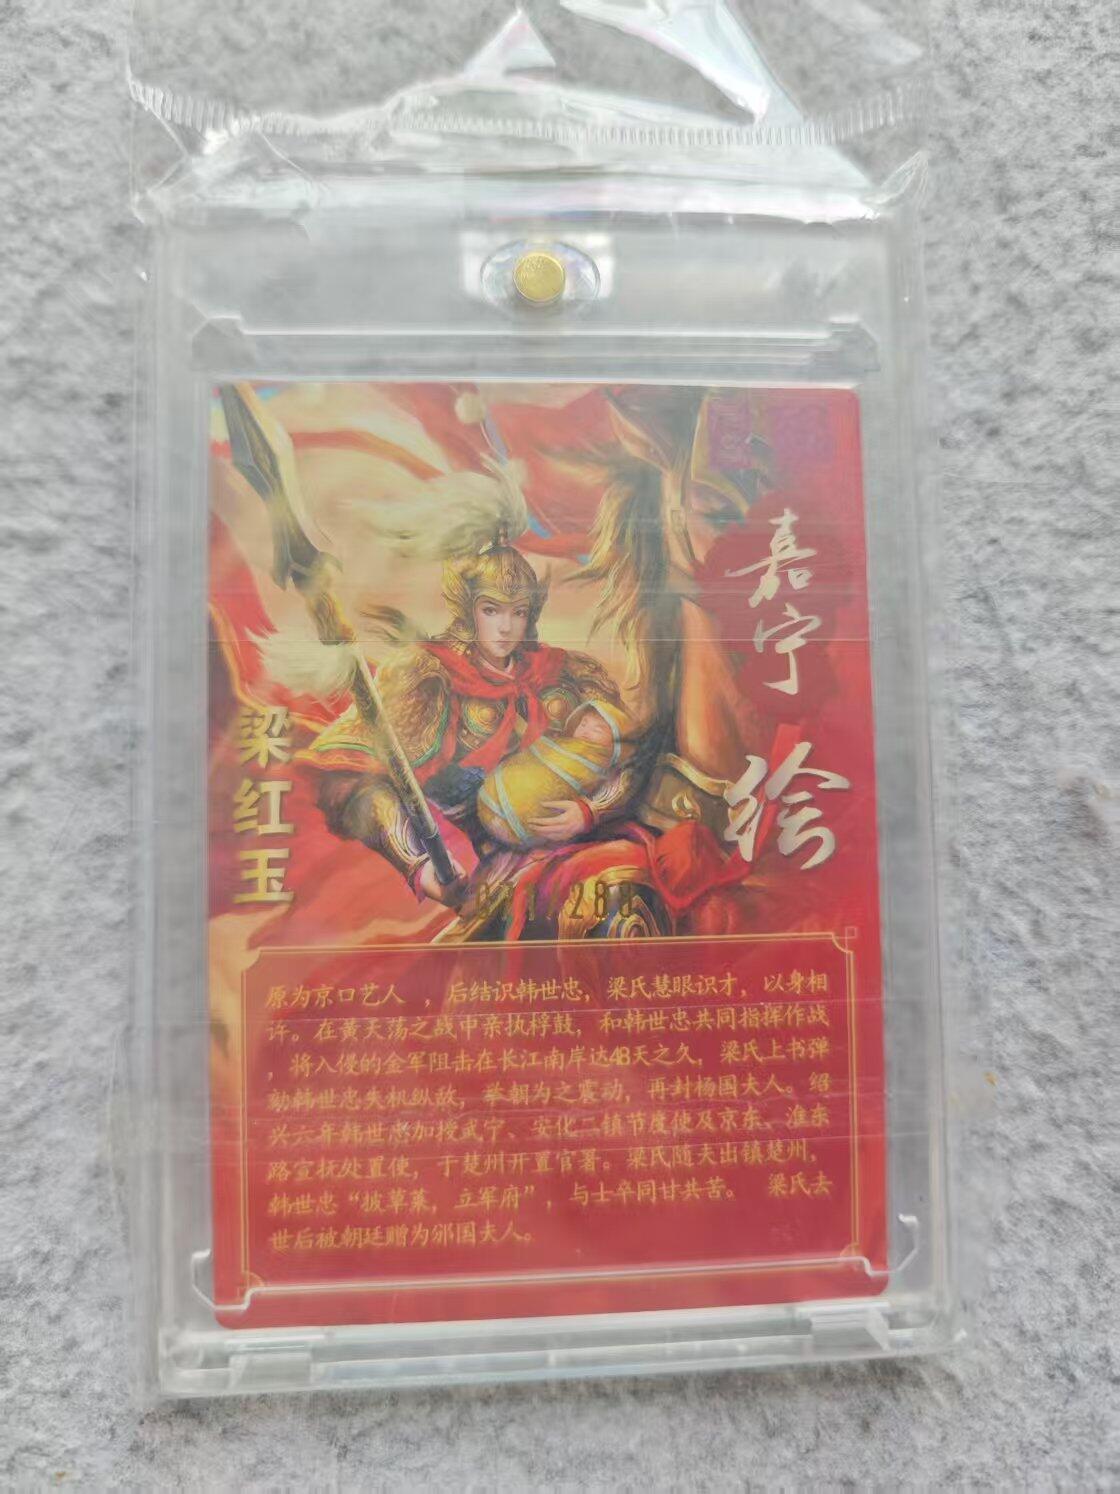 嘉宁
绘
梁红玉
071/288
原为京口艺人 ，后结识韩世忠，梁氏慧眼识才，以身相
许。在黄天荡之战中亲执桴鼓，和韩世忠共同指挥作战
，将入侵的金军阻击在长江南岸达48天之久，梁氏上书弹
劾韩世忠失机纵敌，举朝为之震动，再封杨国夫人。绍
兴六年韩世忠加授武宁、安化二镇节度使及京东、淮东
路宣抚处置使，于楚州开置官署。梁氏随夫出镇楚州，
韩世忠“披草莱，立军府”，与士卒同甘共苦。 梁氏去
世后被朝廷赠为邠国夫人。